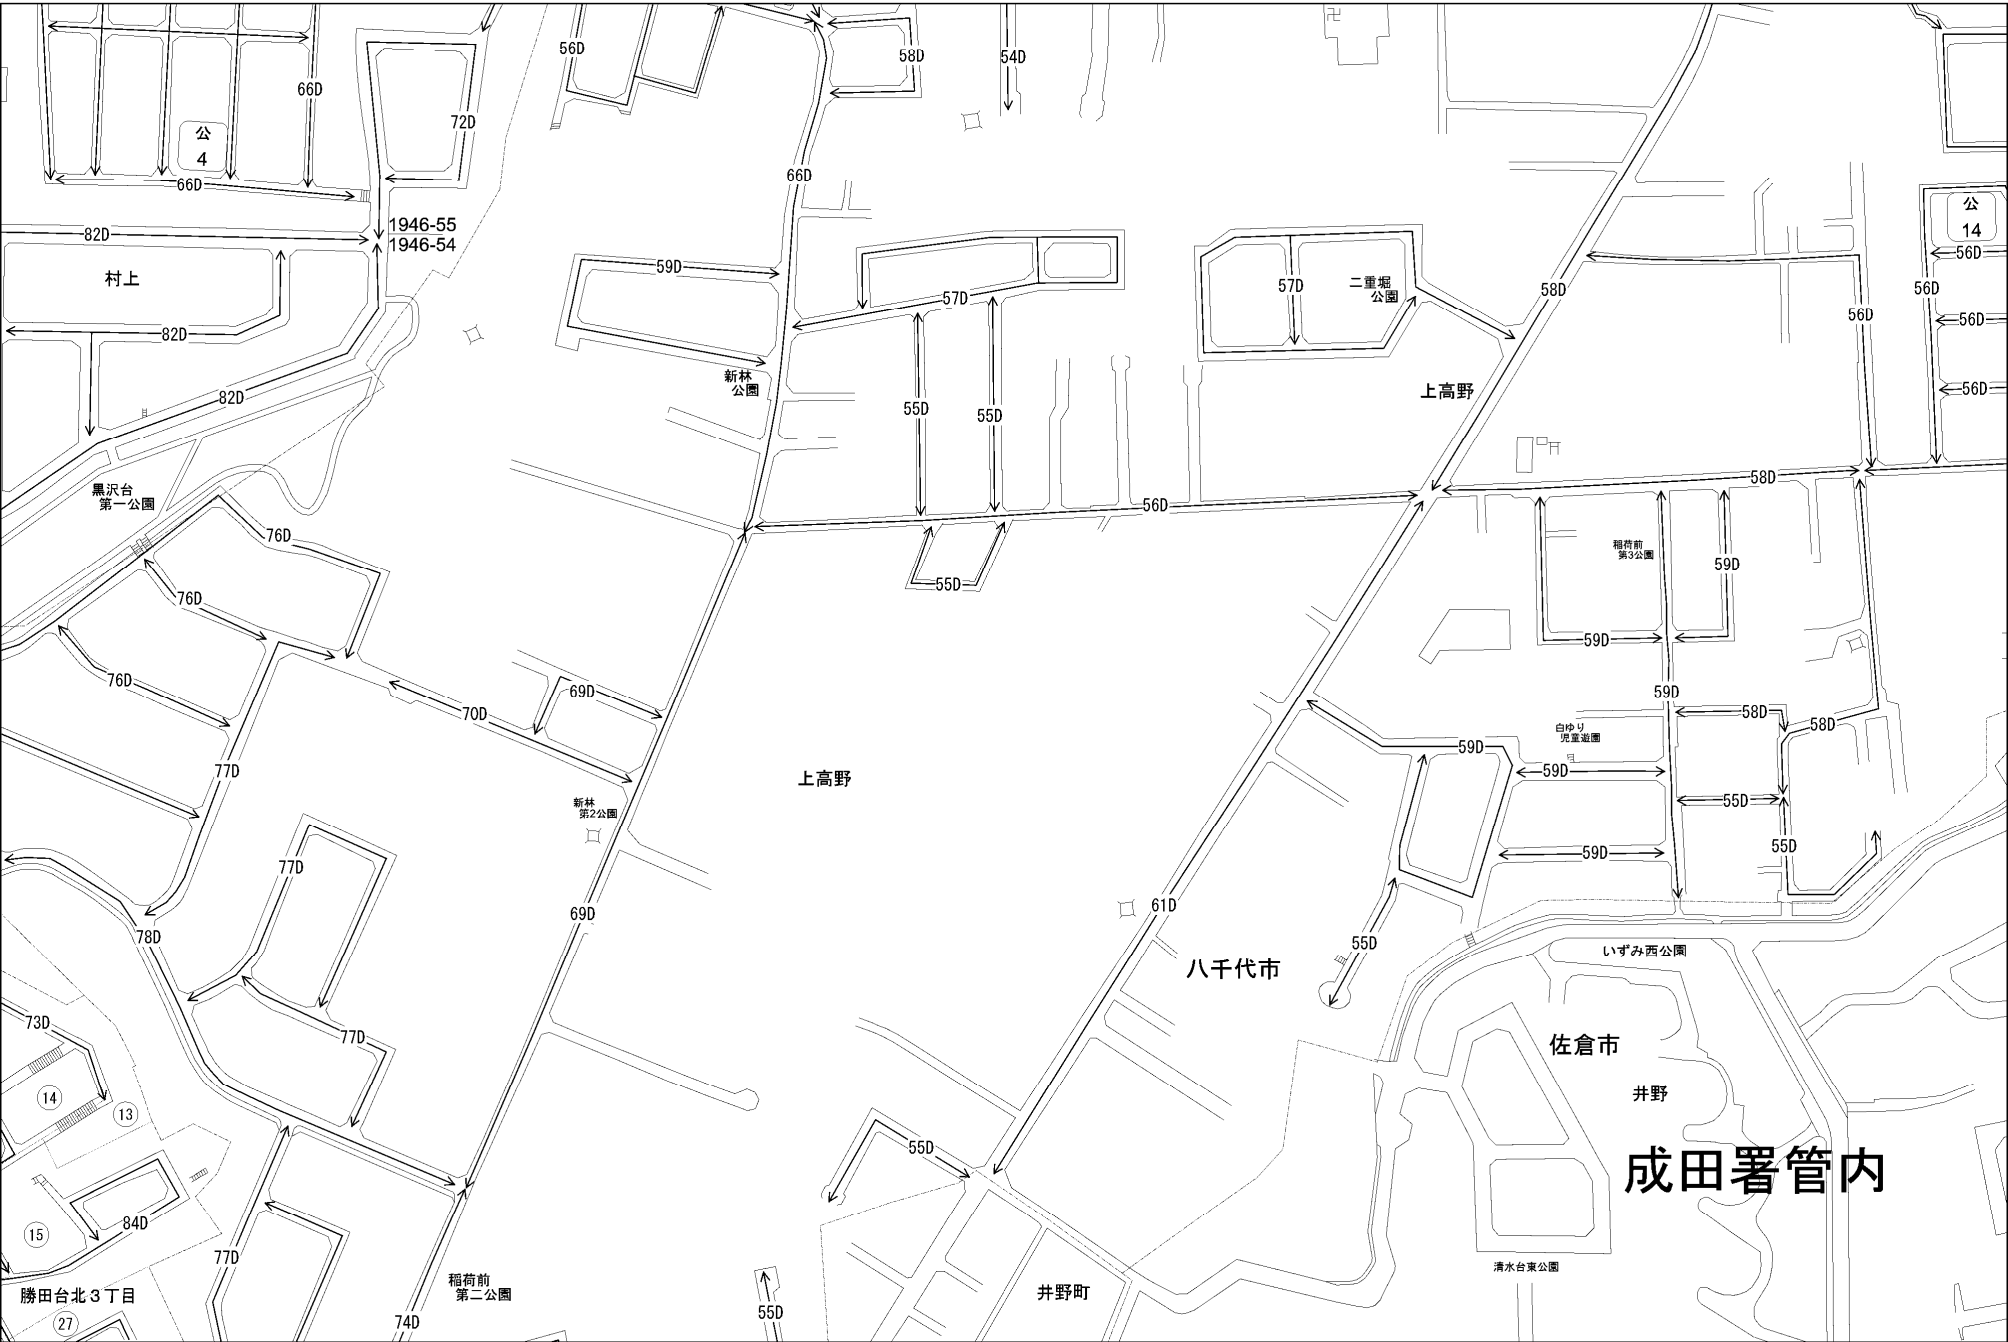 56D
58D
54D
66D
72D
公
4
66D
66D
公
14
1946-55
1946-54
82D
56D
村上
59D
57D
57D
二重堀
公園
58D
56D
56D
56D
82D
新林
公園
55D
55D
上高野
56D
82D
黒沢台
第一公園
58D
56D
76D
55D
稲荷前
第3公園
59D
76D
59D
76D
69D
59D
70D
58D
58D
白ゆり
児童遊園
59D
59D
77D
上高野
新林
第2公園
55D
55D
59D
77D
69D
61D
78D
55D
いずみ西公園
八千代市
73D
77D
佐倉市
井野
14
13
55D
成田署管内
84D
15
77D
清水台東公園
稲荷前
第二公園
勝田台北3丁目
井野町
27
74D
55D